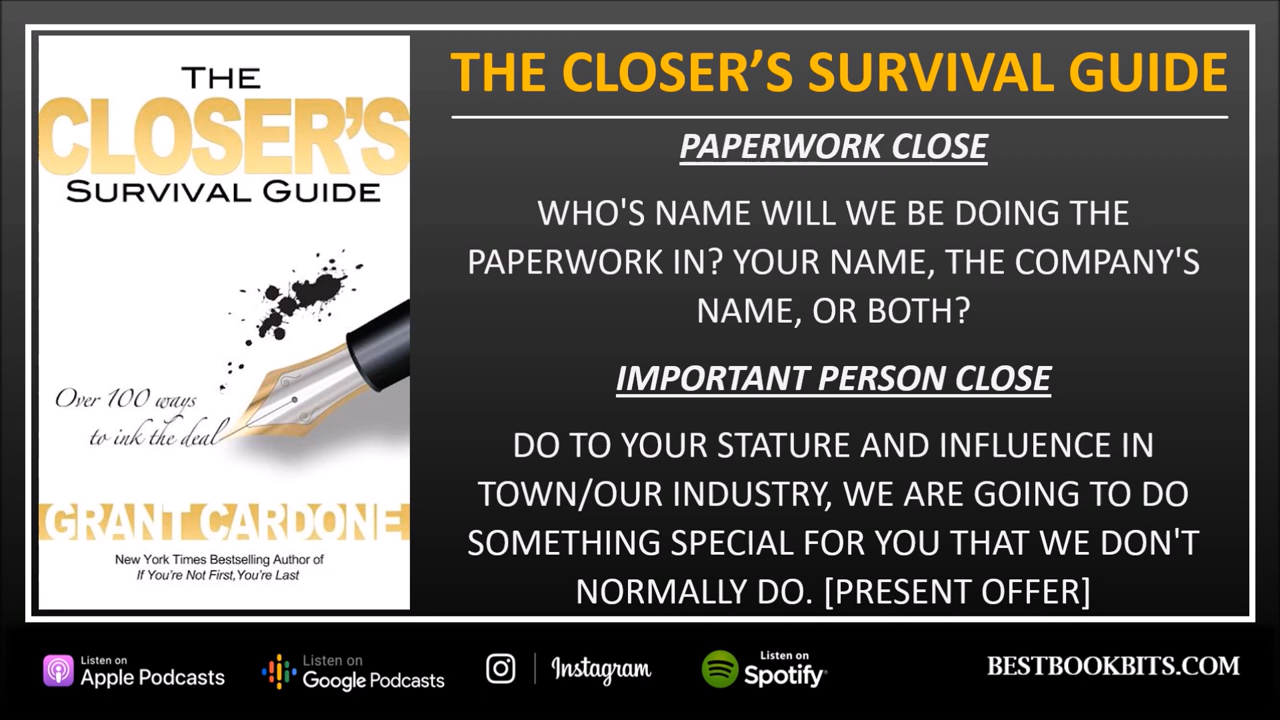 THE
CLOSER'S
SURVIVAL GUIDE
Over 100 ways
to ink the deal
GRANT CARDONE
New York Times Bestselling Author of
If You're Not First, You're Last
THE CLOSER’S SURVIVAL GUIDE
PAPERWORK CLOSE
WHO'S NAME WILL WE BE DOING THE
PAPERWORK IN? YOUR NAME, THE COMPANY'S
NAME, OR BOTH?
IMPORTANT PERSON CLOSE
DO TO YOUR STATURE AND INFLUENCE IN
TOWN/OUR INDUSTRY, WE ARE GOING TO DO
SOMETHING SPECIAL FOR YOU THAT WE DON'T
NORMALLY DO. [PRESENT OFFER]
Listen on
Apple Podcasts
Listen on
Google Podcasts
Instagram
Listen on
Spotify
BESTBOOKBITS.COM